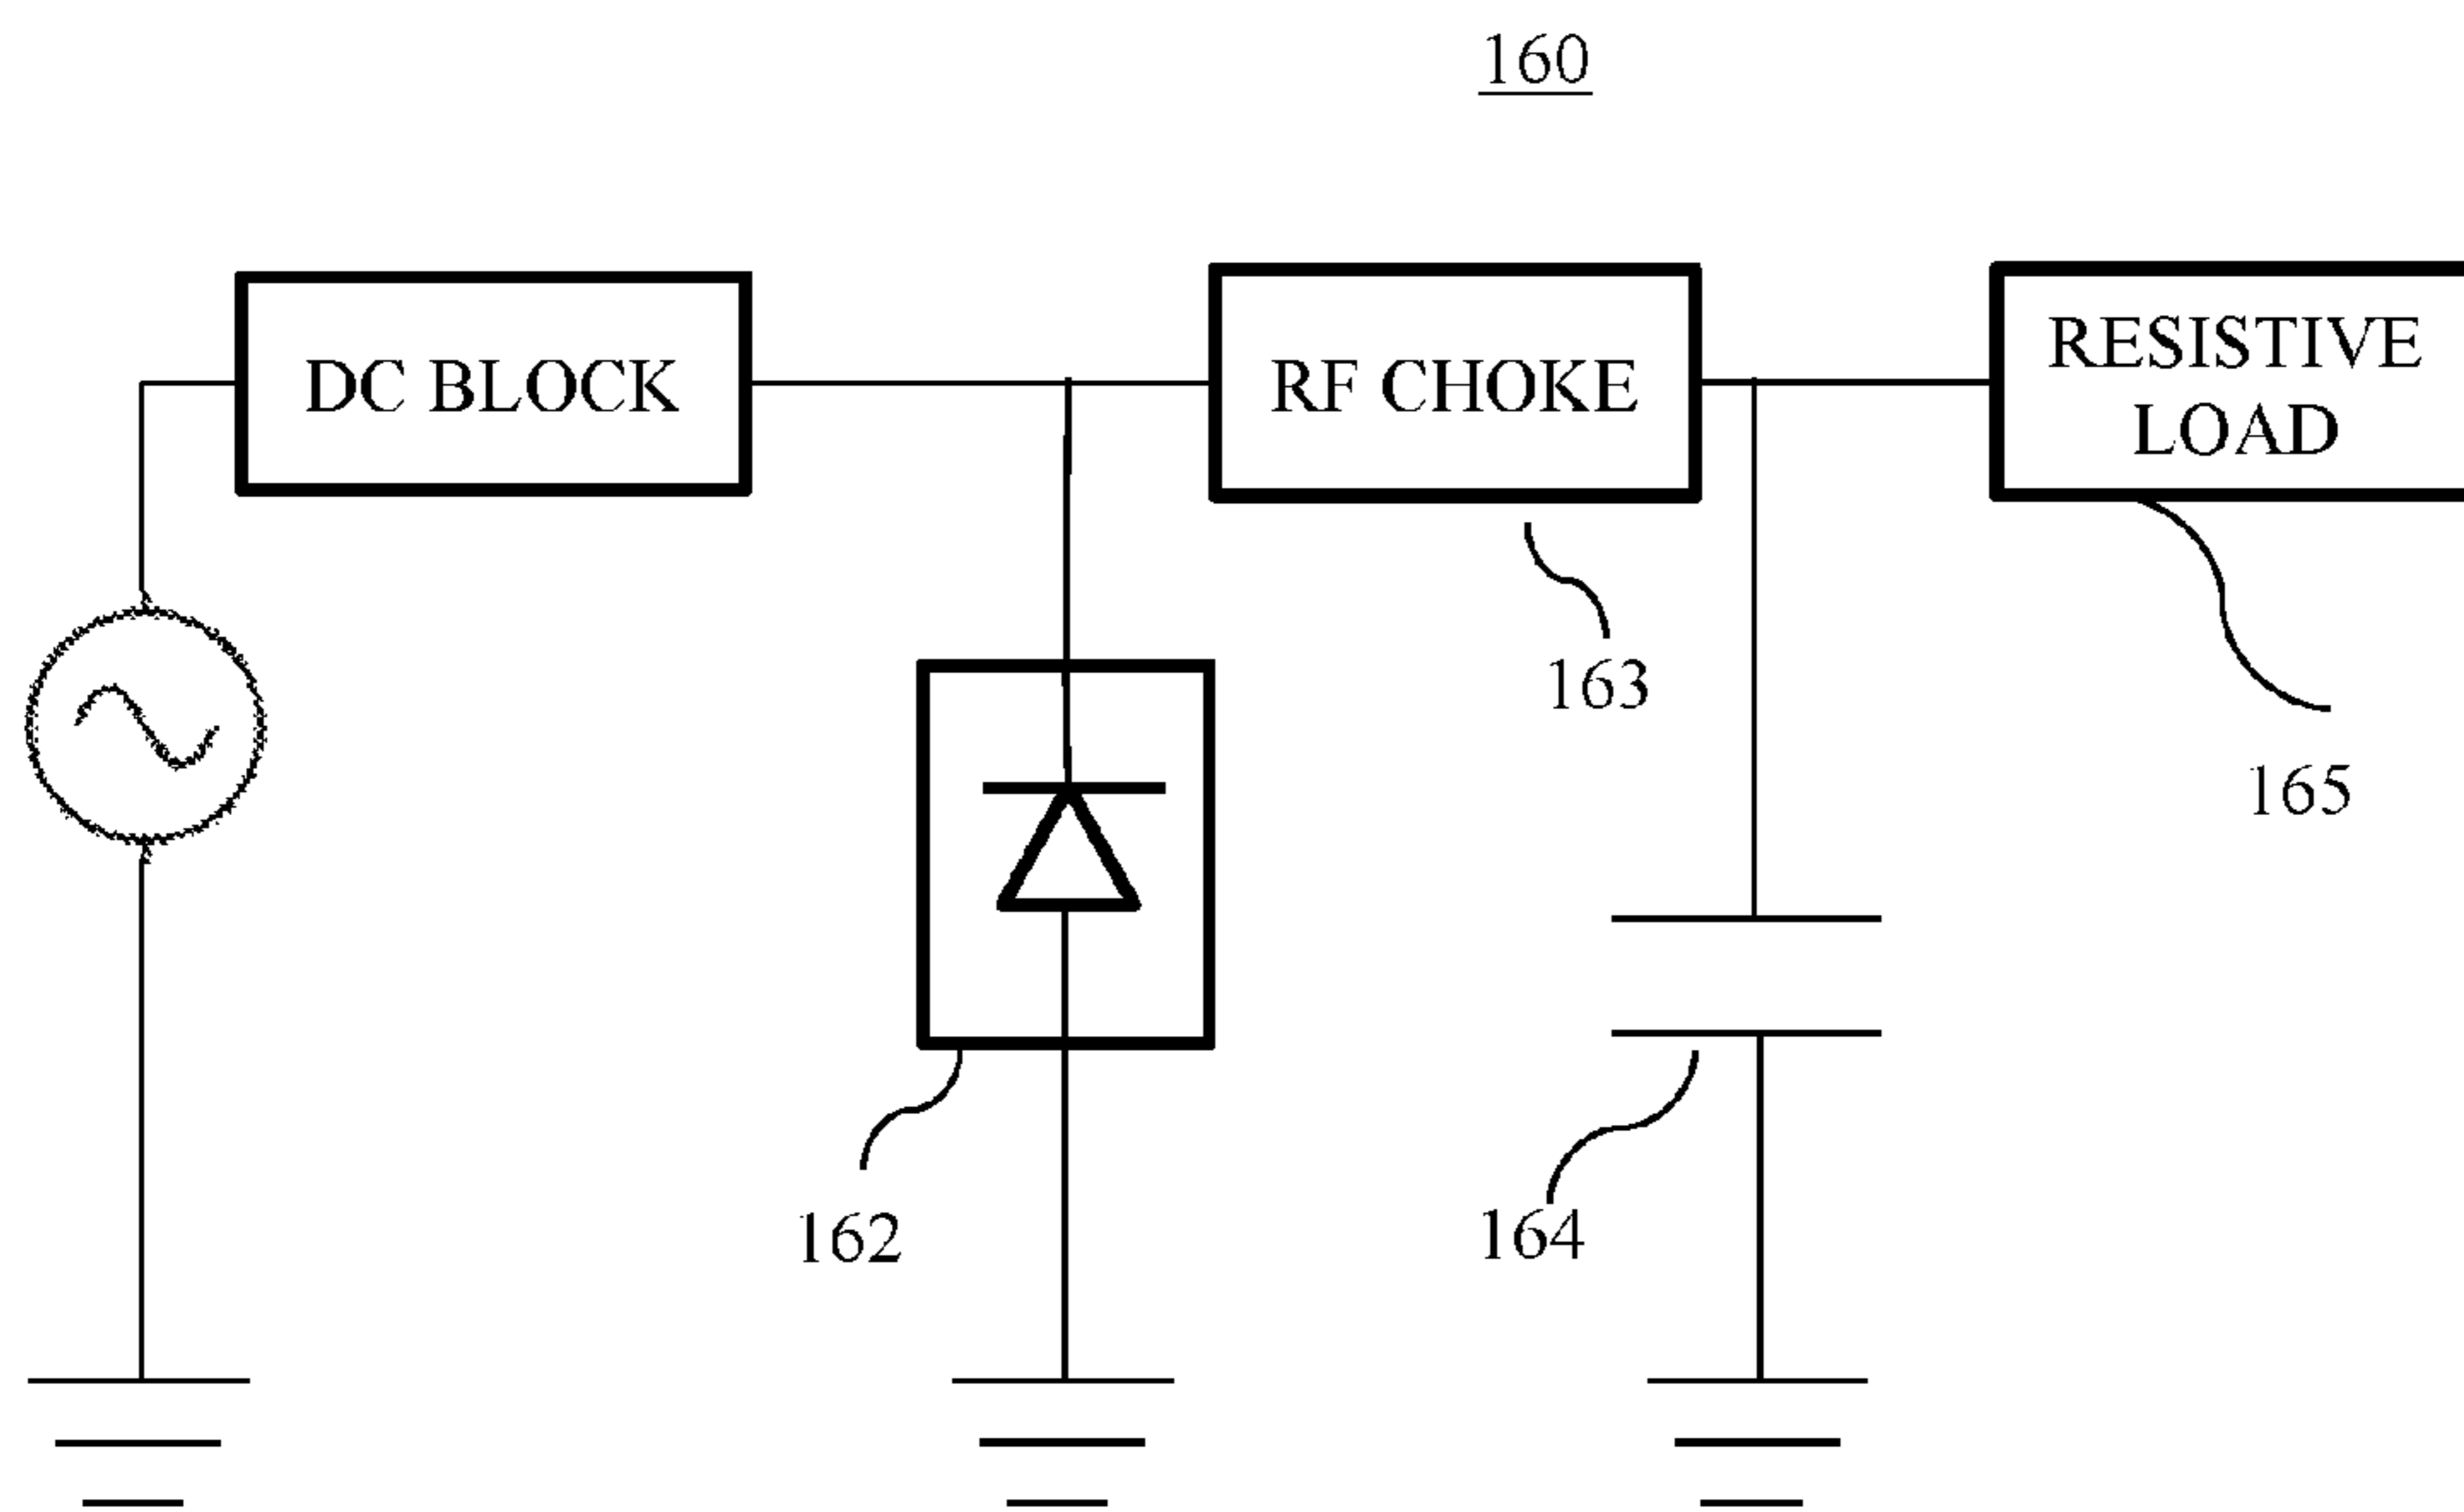 160
DC BLOCK
RF CHOKE
RESISTIVE
LOAD
163
165
162
164